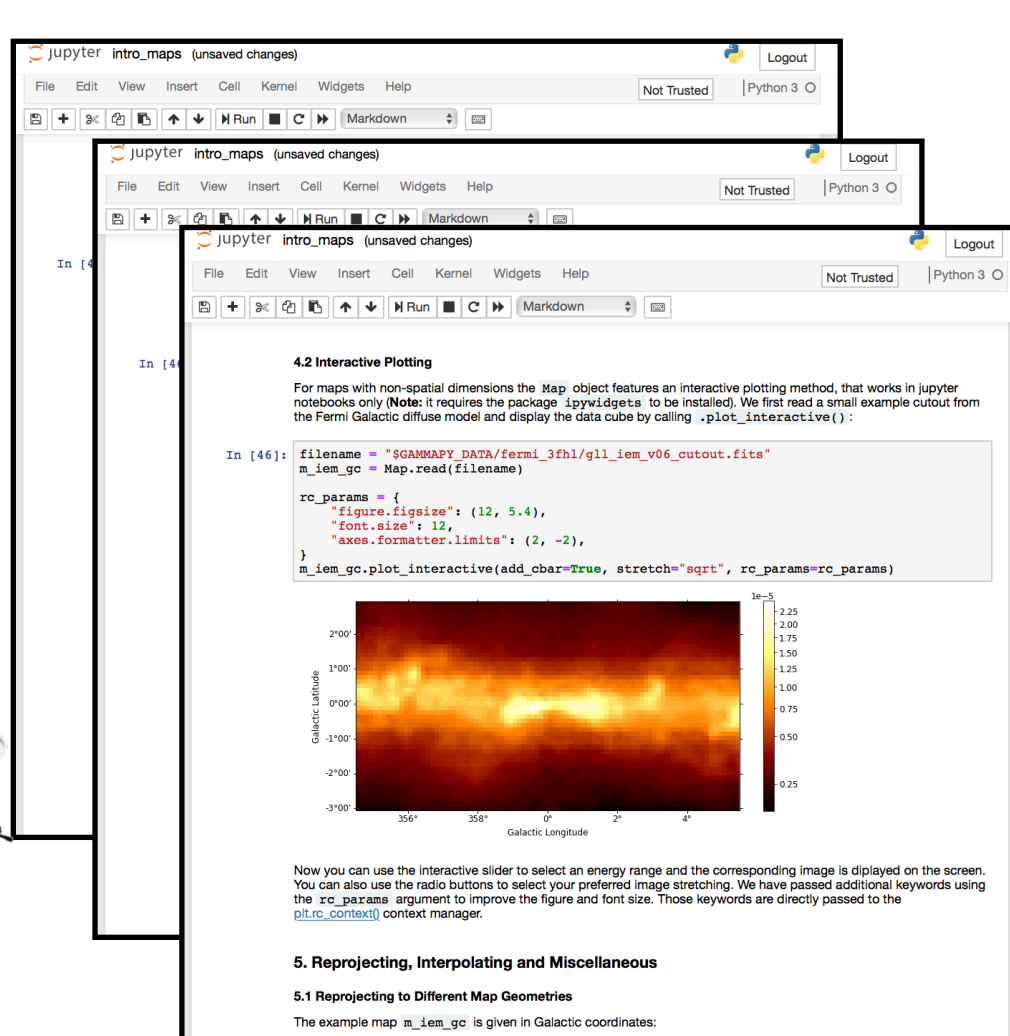 jupyter intro_maps (unsaved changes) Logout
File Edit View Insert Cell Kernel Widgets Help Not Trusted Python 3
Run Markdown
jupyter intro_maps (unsaved changes) Logout
File Edit View Insert Cell Kernel Widgets Help Not Trusted Python 3
Run Markdown
In [4
In [4
jupyter intro_maps (unsaved changes) Logout
File Edit View Insert Cell Kernel Widgets Help Not Trusted Python 3
Run Markdown
4.2 Interactive Plotting
For maps with non-spatial dimensions the Map object features an interactive plotting method, that works in jupyter
notebooks only (Note: it requires the package ipywidgets to be installed). We first read a small example cutout from
the Fermi Galactic diffuse model and display the data cube by calling .plot_interactive() :
In [46]: filename = "$GAMMAPY_DATA/fermi_3fhl/gll_iem_v06_cutout.fits"
m_iem_gc = Map.read(filename)
rc_params = {
"figure.figsize": (12, 5.4),
"font.size": 12,
"axes.formatter.limits": (2, -2),
}
m_iem_gc.plot_interactive(add_cbar=True, stretch="sqrt", rc_params=rc_params)
1e-5
2.25
2.00
1.75
1.50
1.25
1.00
0.75
0.50
0.25
2°00'
1°00'
0°00'
-1°00'
-2°00'
-3°00'
Galactic Latitude
356° 358° 0° 2° 4°
Galactic Longitude
Now you can use the interactive slider to select an energy range and the corresponding image is diplayed on the screen.
You can also use the radio buttons to select your preferred image stretching. We have passed additional keywords using
the rc_params argument to improve the figure and font size. Those keywords are directly passed to the
plt.rc_context() context manager.
5. Reprojecting, Interpolating and Miscellaneous
5.1 Reprojecting to Different Map Geometries
The example map m_iem_gc is given in Galactic coordinates: